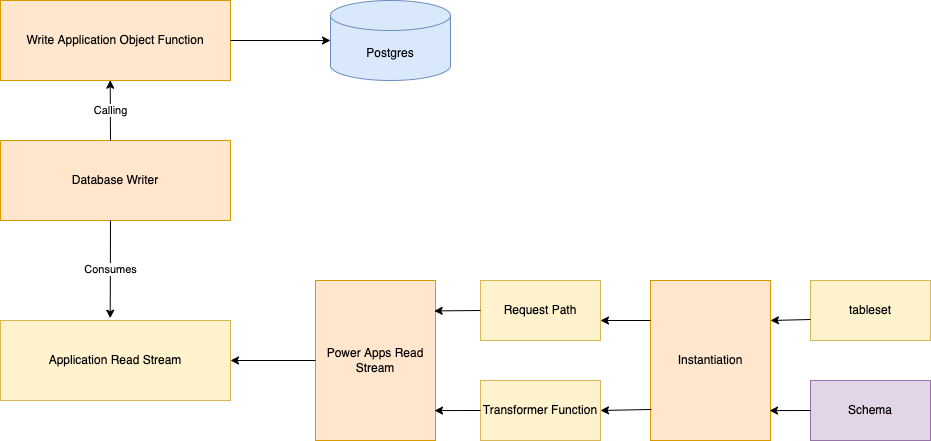 Write Application Object Function
Postgres
Calling
Database Writer
Consumes
Application Read Stream
Power Apps Read
Stream
Request Path
Transformer Function
Instantiation
tableset
Schema